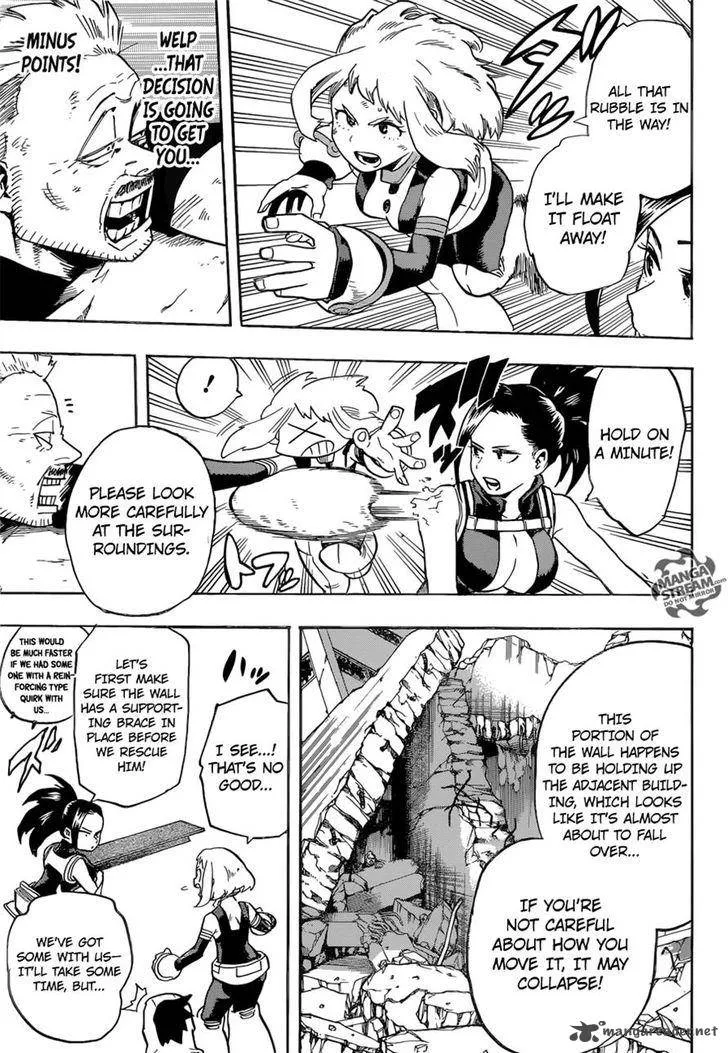 ALL THAT
RUBBLE IS IN
THE WAY!
I'LL MAKE
IT FLOAT
AWAY!
WELP
...THAT
DECISION
IS GOING
TO GET
YOU...
MINUS
POINTS!
HOLD ON
A MINUTE!
!
PLEASE LOOK
MORE CAREFULLY
AT THE SUR-
ROUNDINGS.
MANGA
STREAM.com
DO NOT MIRROR
THIS
PORTION OF
THE WALL HAPPENS
TO BE HOLDING UP
THE ADJACENT BUILD-
ING, WHICH LOOKS
LIKE IT'S ALMOST
ABOUT TO FALL
OVER...
IF YOU'RE
NOT CAREFUL
ABOUT HOW YOU
MOVE IT, IT MAY
COLLAPSE!
I SEE...!
THAT'S NO
GOOD...
LET'S
FIRST MAKE
SURE THE WALL
HAS A SUPPORT-
ING BRACE IN
PLACE BEFORE
WE RESCUE
HIM!
THIS WOULD
BE MUCH FASTER
IF WE HAD SOME
ONE WITH A REIN-
FORCING TYPE
QUIRK WITH
US...
WE'VE GOT
SOME WITH US—
IT'LL TAKE SOME
TIME, BUT...
mangareader.net